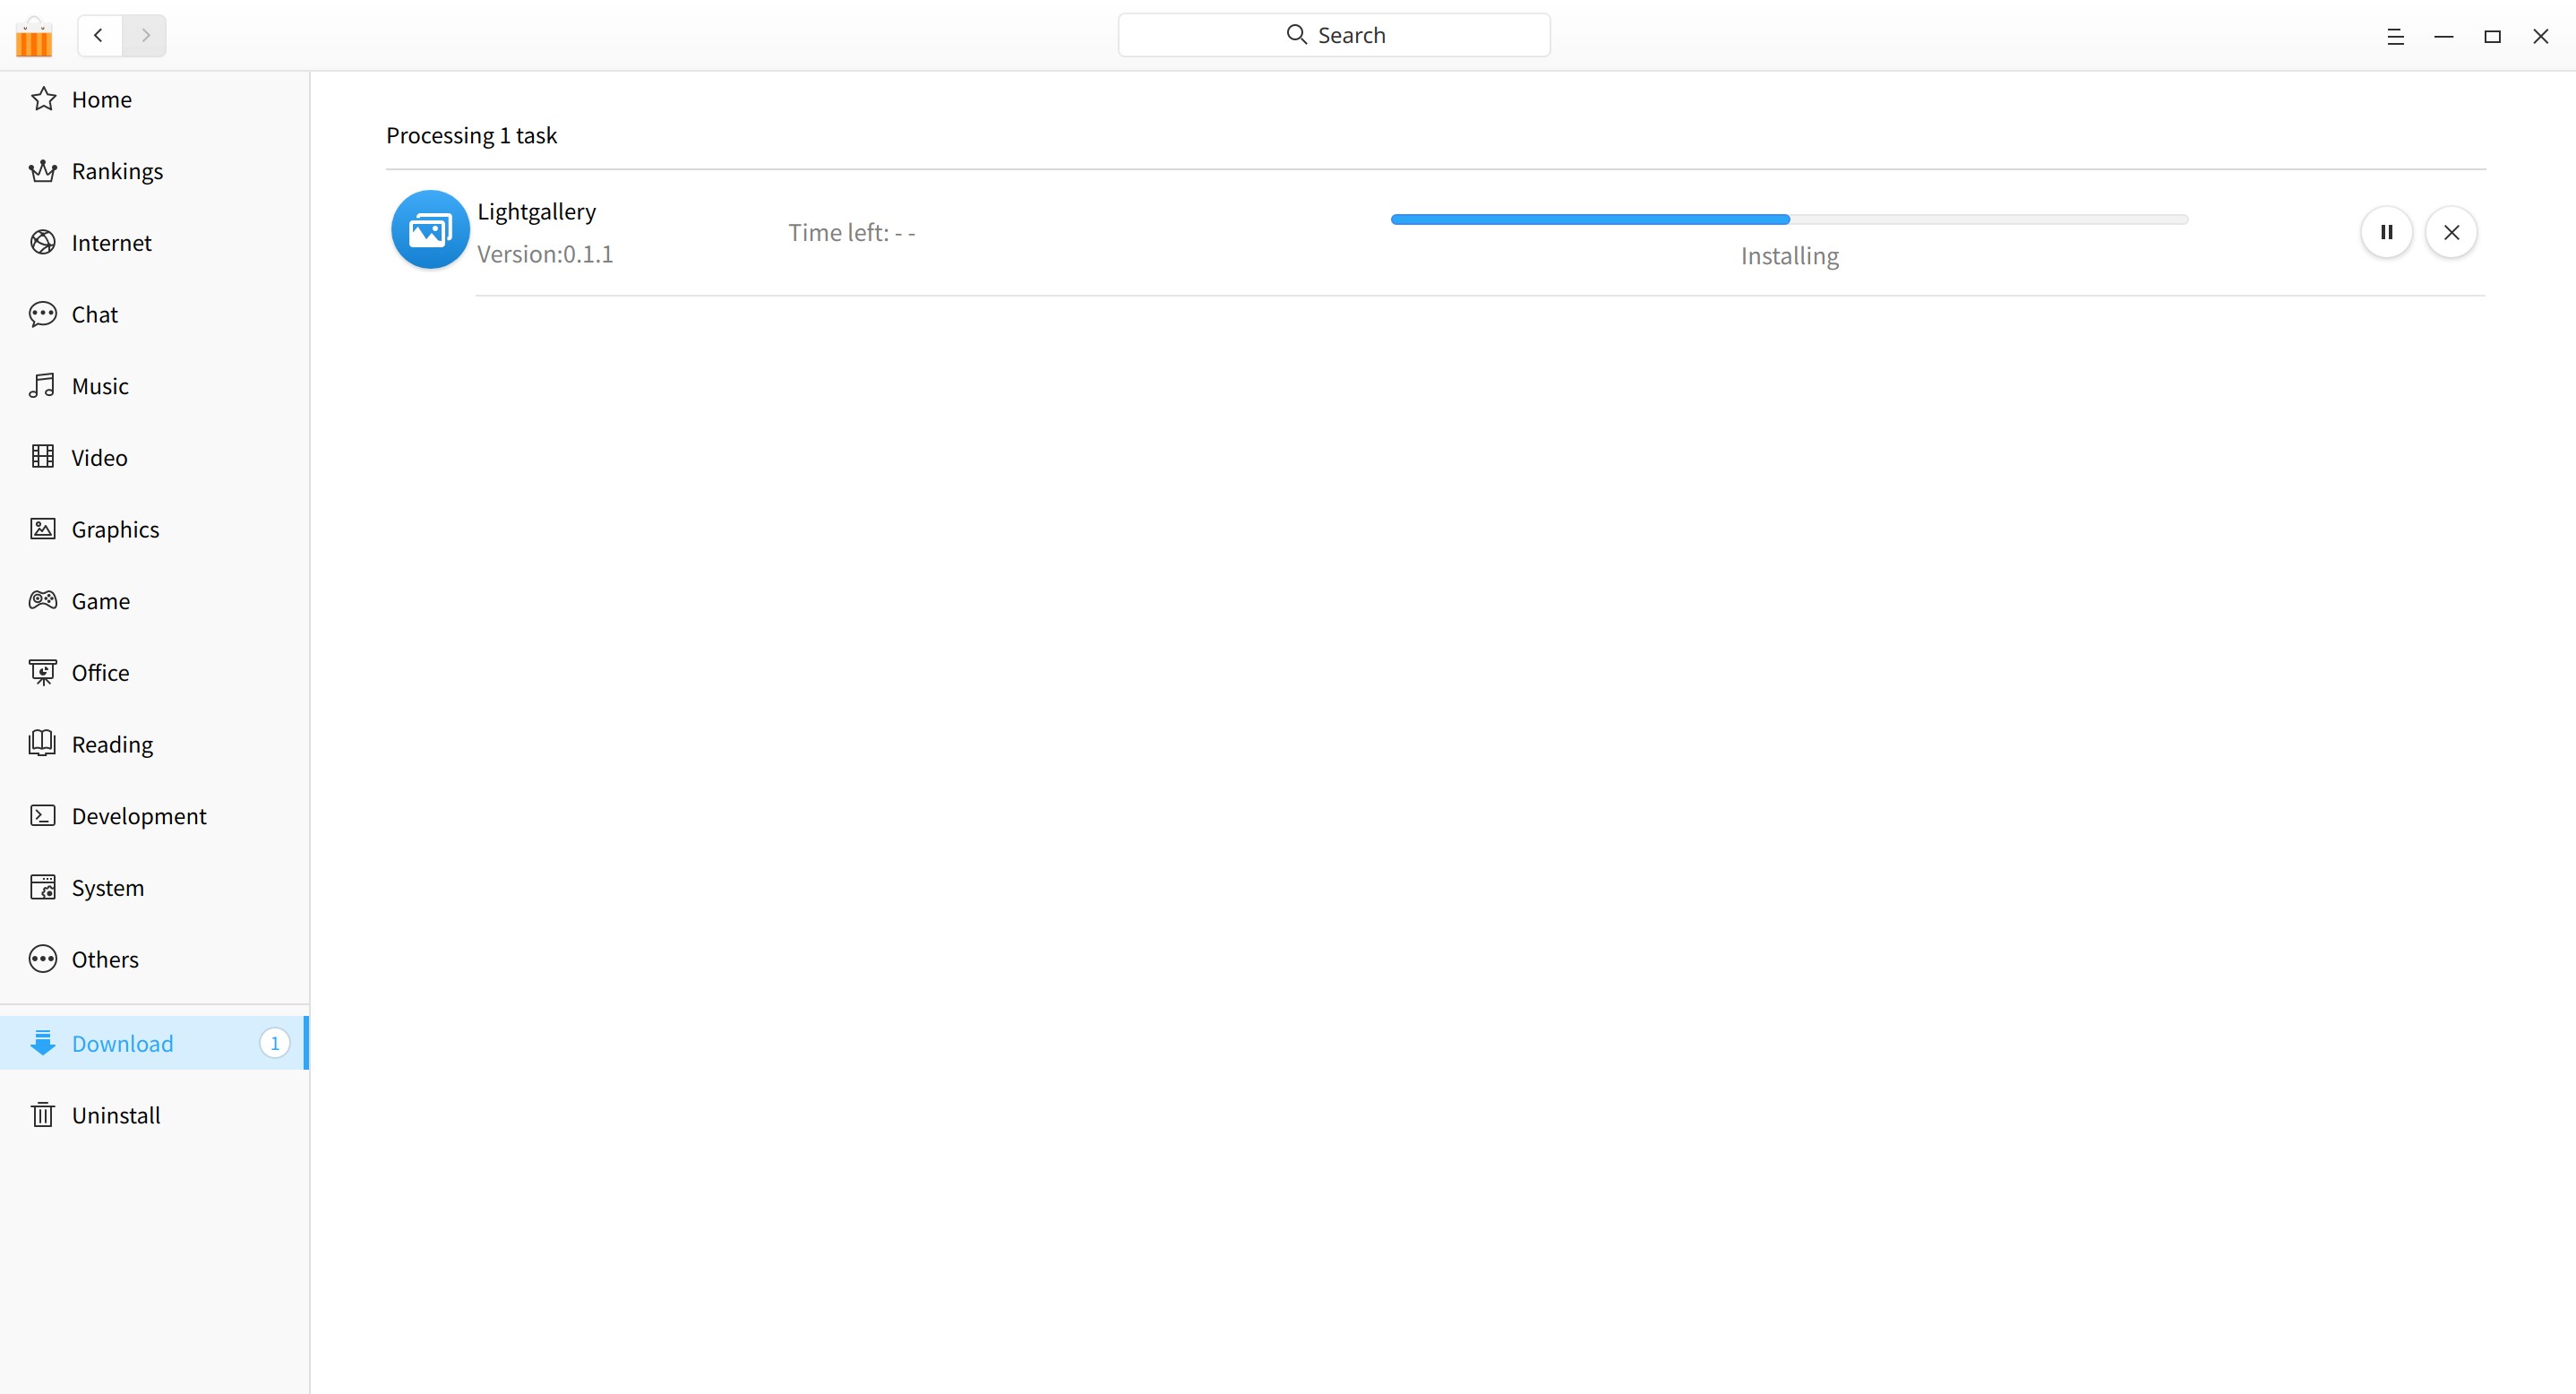 Search
Home
Rankings
Internet
Chat
Music
Video
Graphics
Game
Office
Reading
Development
System
Others
Download 1
Uninstall
Processing 1 task
Lightgallery
Version:0.1.1
Time left: - -
Installing